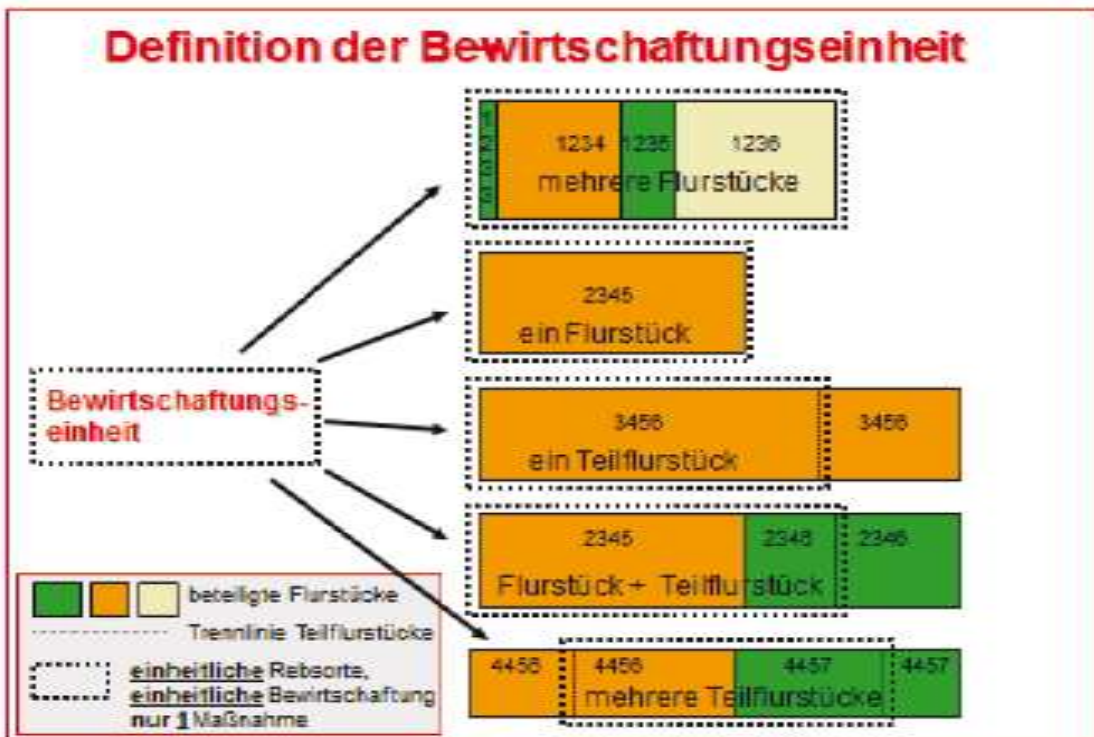 Definition der Bewirtschaftungseinheit
1234 1235 1236
mehrere Flurstücke
2345
ein Flurstück
Bewirtschaftungs-
einheit
3456 3456
ein Teilflurstück
2345 2346 2346
Flurstück + Teilflurstück
4456 4456 4457 4457
mehrere Teilflurstücke
beteiligte Flurstücke
Trennlinie Teilflurstücke
einheitliche Rebsorte,
einheitliche Bewirtschaftung
nur 1 Maßnahme